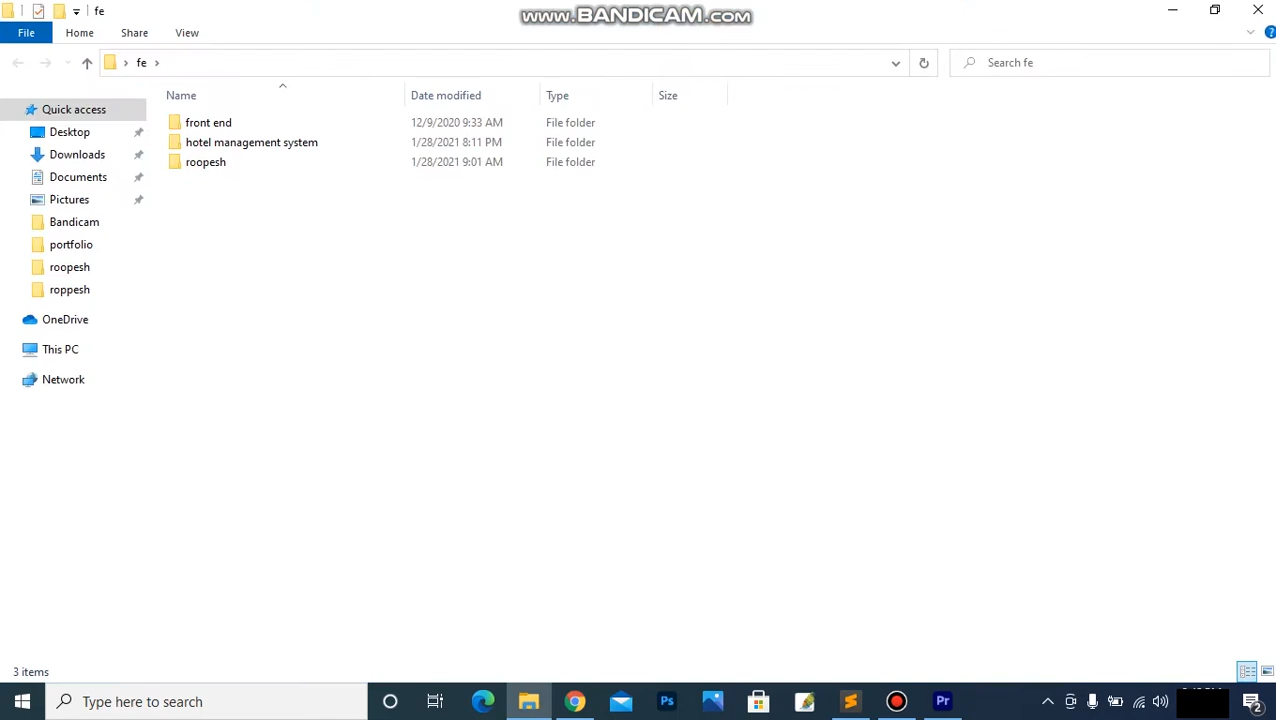 fe
www.BANDICAM.com
File Home Share View
fe
Search fe
Name Date modified Type Size
front end 12/9/2020 9:33 AM File folder
hotel management system 1/28/2021 8:11 PM File folder
roopesh 1/28/2021 9:01 AM File folder
Quick access
Desktop
Downloads
Documents
Pictures
Bandicam
portfolio
roopesh
roppesh
OneDrive
This PC
Network
3 items
Type here to search
Ps
Pr
2